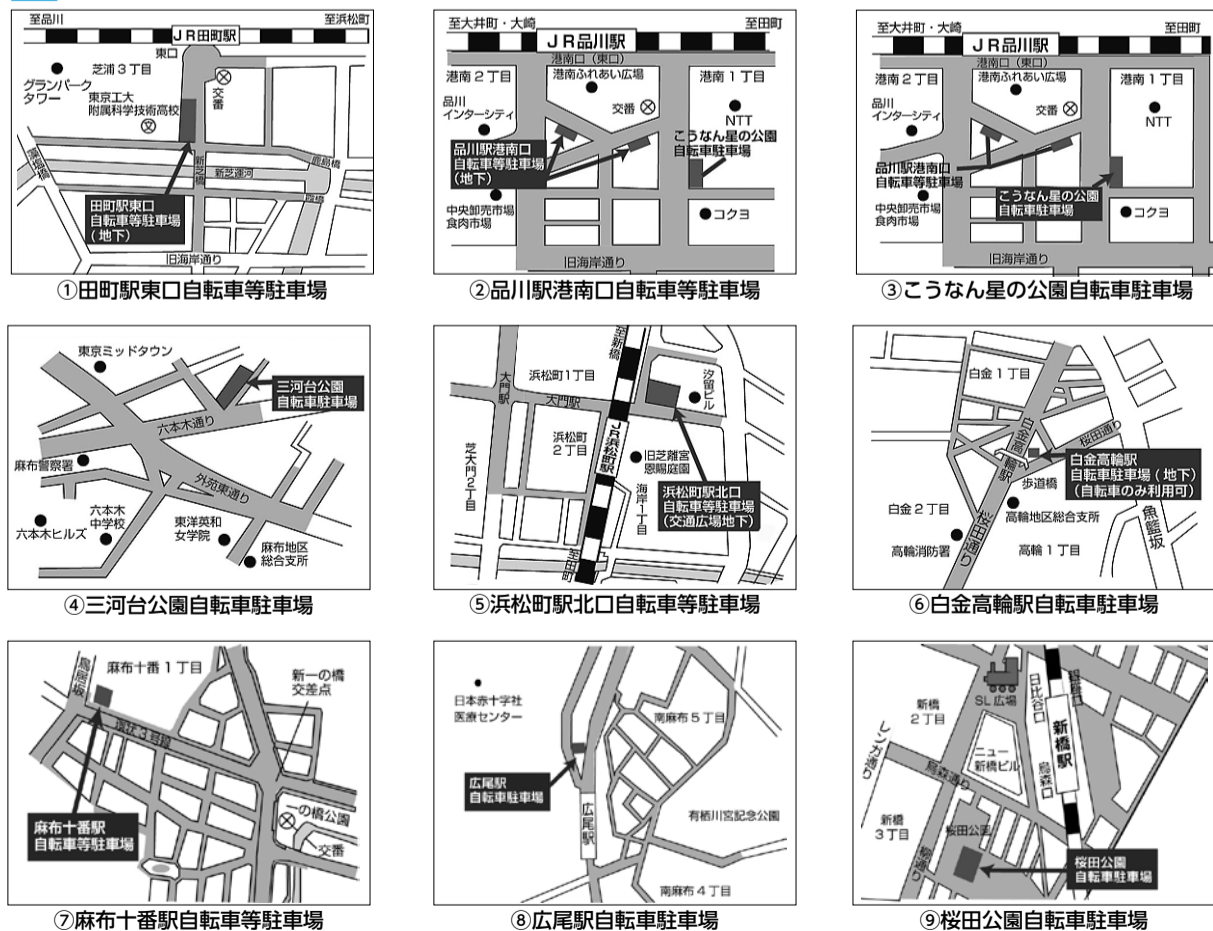 至品川
至浜松町
JR田町駅
東口
芝浦3丁目
グランパーク
タワー
東京工大
附属科学技術高校
交番
新芝橋
新芝運河
鹿島橋
田町駅東口
自転車等駐車場
(地下)
旧海岸通り
①田町駅東口自転車等駐車場
至大井町・大崎
至田町
JR品川駅
港南口(東口)
港南2丁目
港南ふれあい広場
港南1丁目
品川
インターシティ
交番
NTT
品川駅港南口
自転車等駐車場
(地下)
こうなん星の公園
自転車駐車場
中央卸売市場
食肉市場
コクヨ
旧海岸通り
②品川駅港南口自転車等駐車場
至大井町・大崎
至田町
JR品川駅
港南口(東口)
港南2丁目
港南ふれあい広場
港南1丁目
品川
インターシティ
交番
NTT
品川駅港南口
自転車等駐車場
こうなん星の公園
自転車駐車場
中央卸売市場
食肉市場
コクヨ
旧海岸通り
③こうなん星の公園自転車駐車場
東京ミッドタウン
三河台公園
自転車駐車場
六本木通り
麻布警察署
外苑東通り
六本木ヒルズ
六本木
中学校
東洋英和
女学院
麻布地区
総合支所
④三河台公園自転車駐車場
至新橋
大門駅
浜松町1丁目
汐留ビル
大門駅
浜松町
2丁目
JR浜松町駅
芝大門2丁目
旧芝離宮
恩賜庭園
海岸1丁目
浜松町駅北口
自転車等駐車場
(交通広場地下)
至田町
⑤浜松町駅北口自転車等駐車場
白金1丁目
白金高輪駅
桜田通り
白金高輪駅
自転車駐車場(地下)
(自転車のみ利用可)
歩道橋
白金2丁目
高輪地区総合支所
桜田通り
高輪消防署
高輪1丁目
魚籃坂
⑥白金高輪駅自転車駐車場
鳥居坂
麻布十番1丁目
新一の橋
交差点
環状3号線
一の橋公園
交番
麻布十番駅
自転車等駐車場
⑦麻布十番駅自転車等駐車場
日本赤十字社
医療センター
南麻布5丁目
広尾駅
自転車駐車場
広尾駅
有栖川宮記念公園
南麻布4丁目
⑧広尾駅自転車駐車場
SL広場
日比谷口
銀座口
新橋
2丁目
レンガ通り
ニュー
新橋ビル
新橋駅
烏森口
烏森通り
新橋
3丁目
桜田公園
柳通り
桜田公園
自転車駐車場
⑨桜田公園自転車駐車場